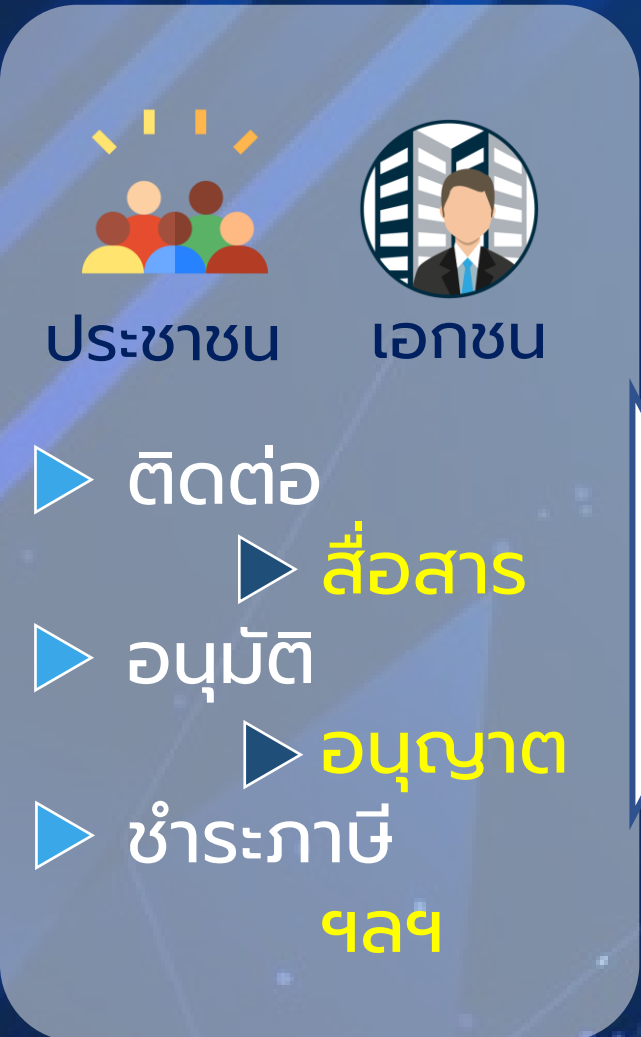 ประชาชน เอกชน
ติดต่อ
สื่อสาร
อนุมัติ
อนุญาต
ชำระภาษี
ฯลฯ